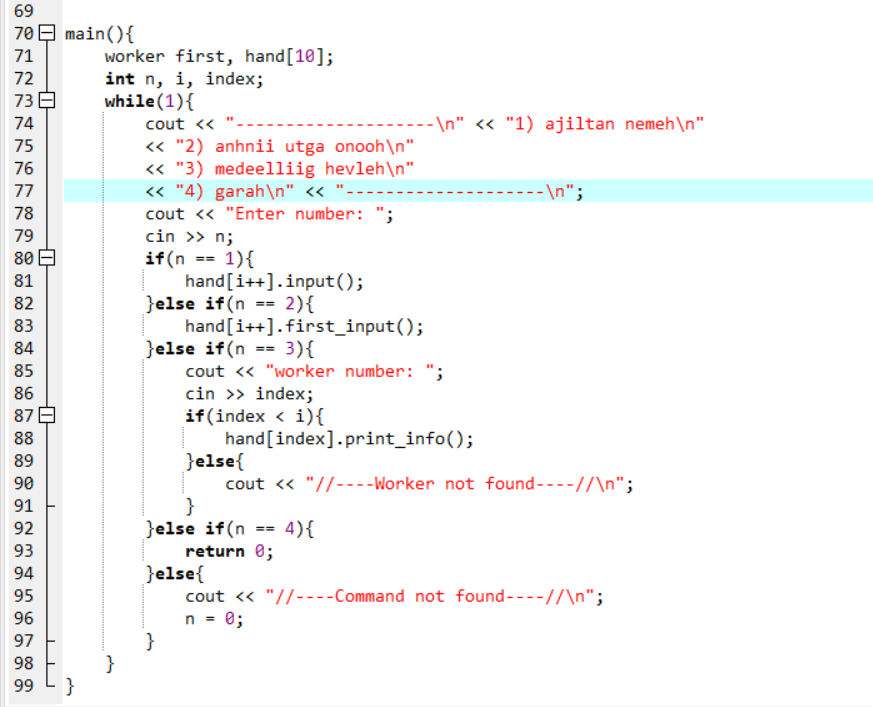 69
70 main(){
71     worker first, hand[10];
72     int n, i, index;
73     while(1){
74         cout << "--------------------\n" << "1) ajiltan nemeh\n"
75         << "2) anhnii utga onooh\n"
76         << "3) medeelliig hevleh\n"
77         << "4) garah\n" << "--------------------\n";
78         cout << "Enter number: ";
79         cin >> n;
80         if(n == 1){
81             hand[i++].input();
82         }else if(n == 2){
83             hand[i++].first_input();
84         }else if(n == 3){
85             cout << "worker number: ";
86             cin >> index;
87             if(index < i){
88                 hand[index].print_info();
89             }else{
90                 cout << "//----Worker not found----//\n";
91             }
92         }else if(n == 4){
93             return 0;
94         }else{
95             cout << "//----Command not found----//\n";
96             n = 0;
97         }
98     }
99 }